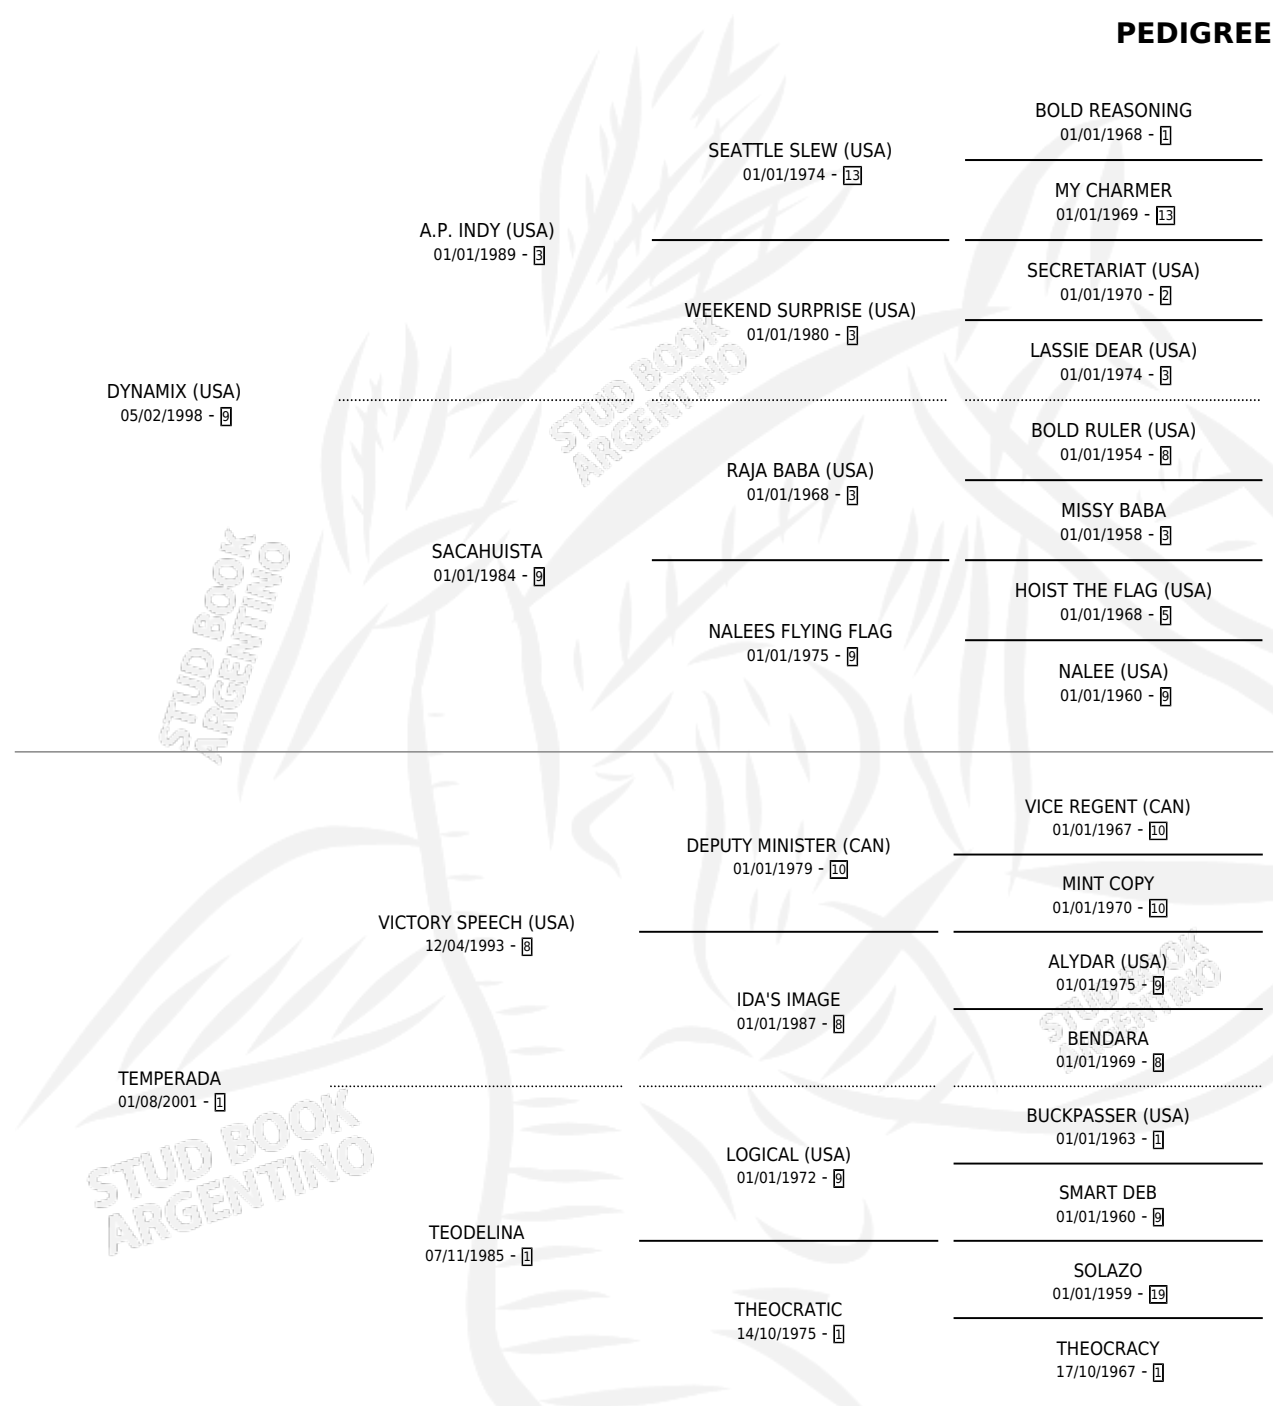 PEDIGREE
BOLD REASONING
01/01/1968 - 1
SEATTLE SLEW (USA)
01/01/1974 - 13
MY CHARMER
01/01/1969 - 13
A.P. INDY (USA)
01/01/1989 - 3
SECRETARIAT (USA)
01/01/1970 - 2
WEEKEND SURPRISE (USA)
01/01/1980 - 3
LASSIE DEAR (USA)
01/01/1974 - 3
DYNAMIX (USA)
05/02/1998 - 9
BOLD RULER (USA)
01/01/1954 - 8
RAJA BABA (USA)
01/01/1968 - 3
MISSY BABA
01/01/1958 - 3
SACAHUISTA
01/01/1984 - 9
HOIST THE FLAG (USA)
01/01/1968 - 5
NALEES FLYING FLAG
01/01/1975 - 9
NALEE (USA)
01/01/1960 - 9
VICE REGENT (CAN)
01/01/1967 - 10
DEPUTY MINISTER (CAN)
01/01/1979 - 10
MINT COPY
01/01/1970 - 10
VICTORY SPEECH (USA)
12/04/1993 - 8
ALYDAR (USA)
01/01/1975 - 9
IDA'S IMAGE
01/01/1987 - 8
BENDARA
01/01/1969 - 8
TEMPERADA
01/08/2001 - 1
BUCKPASSER (USA)
01/01/1963 - 1
LOGICAL (USA)
01/01/1972 - 9
SMART DEB
01/01/1960 - 9
TEODELINA
07/11/1985 - 1
SOLAZO
01/01/1959 - 19
THEOCRATIC
14/10/1975 - 1
THEOCRACY
17/10/1967 - 1
STUD BOOK
ARGENTINO
STUD BOOK
ARGENTINO
STUD BOOK
ARGENTINO
STUD BOOK
ARGENTINO